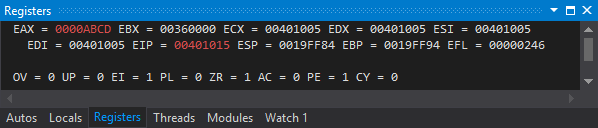 Registers
EAX = 0000ABCD EBX = 00360000 ECX = 00401005 EDX = 00401005 ESI = 00401005
EDI = 00401005 EIP = 00401015 ESP = 0019FF84 EBP = 0019FF94 EFL = 00000246
OV = 0 UP = 0 EI = 1 PL = 0 ZR = 1 AC = 0 PE = 1 CY = 0
Autos Locals Registers Threads Modules Watch 1